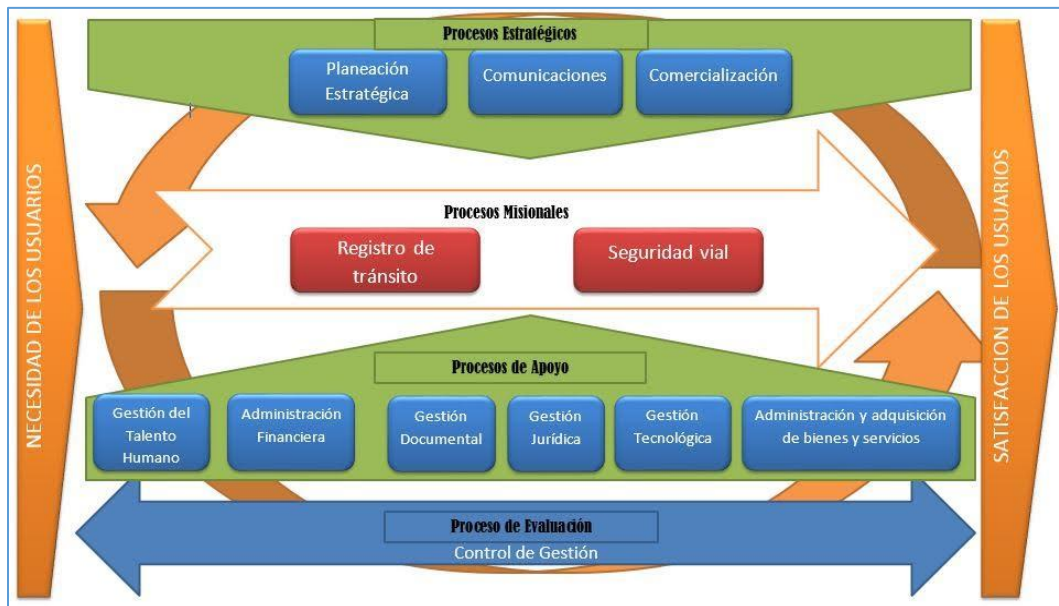 Procesos Estratégicos
Planeación
Estratégica
Comunicaciones
Comercialización
NECESIDAD DE LOS USUARIOS
Procesos Misionales
Registro de
tránsito
Seguridad vial
SATISFACCION DE LOS USUARIOS
Procesos de Apoyo
Gestión del
Talento
Humano
Administración
Financiera
Gestión
Documental
Gestión
Jurídica
Gestión
Tecnológica
Administración y adquisición
de bienes y servicios
Proceso de Evaluación
Control de Gestión